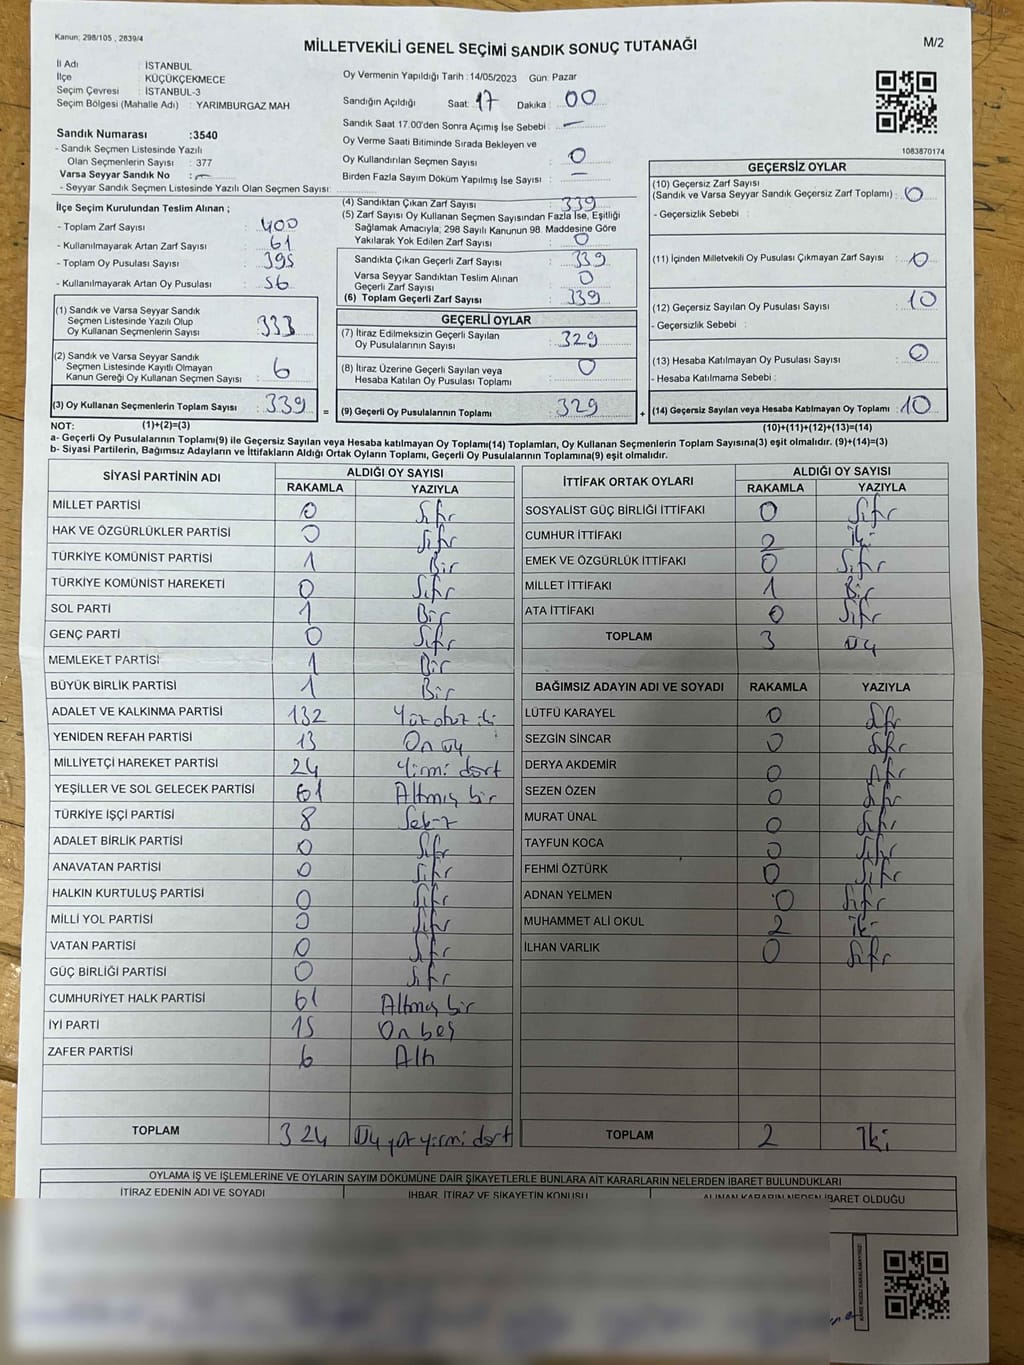 Kanun: 298/105 , 2839/4
MİLLETVEKİLİ GENEL SEÇİMİ SANDIK SONUÇ TUTANAĞI
M/2
İl Adı : İSTANBUL
İlçe : KÜÇÜKÇEKMECE
Seçim Çevresi : İSTANBUL-3
Seçim Bölgesi (Mahalle Adı) : YARIMBURGAZ MAH
Sandık Numarası :3540
- Sandık Seçmen Listesinde Yazılı
Olan Seçmenlerin Sayısı : 377
Varsa Seyyar Sandık No : —
- Seyyar Sandık Seçmen Listesinde Yazılı Olan Seçmen Sayısı :
Oy Vermenin Yapıldığı Tarih :14/05/2023 Gün: Pazar
Sandığın Açıldığı Saat: 17 Dakika : 00
Sandık Saat 17.00'den Sonra Açımış İse Sebebi : —
Oy Verme Saati Bitiminde Sırada Bekleyen ve
Oy Kullandırılan Seçmen Sayısı : 0
Birden Fazla Sayım Döküm Yapılmış İse Sayısı : —
1083870174
İlçe Seçim Kurulundan Teslim Alınan ;
- Toplam Zarf Sayısı : 400
- Kullanılmayarak Artan Zarf Sayısı : 61
- Toplam Oy Pusulası Sayısı : 395
- Kullanılmayarak Artan Oy Pusulası : 56
(1) Sandık ve Varsa Seyyar Sandık
Seçmen Listesinde Yazılı Olup
Oy Kullanan Seçmenlerin Sayısı : 333
(2) Sandık ve Varsa Seyyar Sandık
Seçmen Listesinde Kayıtlı Olmayan
Kanun Gereği Oy Kullanan Seçmen Sayısı : 6
(3) Oy Kullanan Seçmenlerin Toplam Sayısı : 339
(1)+(2)=(3)
(4) Sandıktan Çıkan Zarf Sayısı : 339
(5) Zarf Sayısı Oy Kullanan Seçmen Sayısından Fazla İse, Eşitliği
Sağlamak Amacıyla; 298 Sayılı Kanunun 98. Maddesine Göre
Yakılarak Yok Edilen Zarf Sayısı : 0
Sandıkta Çıkan Geçerli Zarf Sayısı : 339
Varsa Seyyar Sandıktan Teslim Alınan
Geçerli Zarf Sayısı : 0
(6) Toplam Geçerli Zarf Sayısı : 339
GEÇERLİ OYLAR
(7) İtiraz Edilmeksizin Geçerli Sayılan
Oy Pusulalarının Sayısı : 329
(8) İtiraz Üzerine Geçerli Sayılan veya
Hesaba Katılan Oy Pusulası Toplamı : 0
= (9) Geçerli Oy Pusulalarının Toplamı : 329 +
GEÇERSİZ OYLAR
(10) Geçersiz Zarf Sayısı
(Sandık ve Varsa Seyyar Sandık Geçersiz Zarf Toplamı) : 0
- Geçersizlik Sebebi :
(11) İçinden Milletvekili Oy Pusulası Çıkmayan Zarf Sayısı : 0
(12) Geçersiz Sayılan Oy Pusulası Sayısı : 10
- Geçersizlik Sebebi :
(13) Hesaba Katılmayan Oy Pusulası Sayısı : 0
- Hesaba Katılmama Sebebi :
(14) Geçersiz Sayılan veya Hesaba Katılmayan Oy Toplamı : 10
(10)+(11)+(12)+(13)=(14)
NOT:
a- Geçerli Oy Pusulalarının Toplamı(9) ile Geçersiz Sayılan veya Hesaba katılmayan Oy Toplamı(14) Toplamları, Oy Kullanan Seçmenlerin Toplam Sayısına(3) eşit olmalıdır. (9)+(14)=(3)
b- Siyasi Partilerin, Bağımsız Adayların ve İttifakların Aldığı Ortak Oyların Toplamı, Geçerli Oy Pusulalarının Toplamına(9) eşit olmalıdır.
SİYASİ PARTİNİN ADI ALDIĞI OY SAYISI
RAKAMLA YAZIYLA
MİLLET PARTİSİ 0 Sıfır
HAK VE ÖZGÜRLÜKLER PARTİSİ 0 Sıfır
TÜRKİYE KOMÜNİST PARTİSİ 1 Bir
TÜRKİYE KOMÜNİST HAREKETİ 0 Sıfır
SOL PARTİ 1 Bir
GENÇ PARTİ 0 Sıfır
MEMLEKET PARTİSİ 1 Bir
BÜYÜK BİRLİK PARTİSİ 1 Bir
ADALET VE KALKINMA PARTİSİ 132 Yüz otuz iki
YENİDEN REFAH PARTİSİ 13 On üç
MİLLİYETÇİ HAREKET PARTİSİ 24 Yirmi dört
YEŞİLLER VE SOL GELECEK PARTİSİ 61 Altmış bir
TÜRKİYE İŞÇİ PARTİSİ 8 Sekiz
ADALET BİRLİK PARTİSİ 0 Sıfır
ANAVATAN PARTİSİ 0 Sıfır
HALKIN KURTULUŞ PARTİSİ 0 Sıfır
MİLLİ YOL PARTİSİ 0 Sıfır
VATAN PARTİSİ 0 Sıfır
GÜÇ BİRLİĞİ PARTİSİ 0 Sıfır
CUMHURİYET HALK PARTİSİ 61 Altmış bir
İYİ PARTİ 15 On beş
ZAFER PARTİSİ 6 Altı
TOPLAM 324 Üç yüz yirmi dört
İTTİFAK ORTAK OYLARI ALDIĞI OY SAYISI
RAKAMLA YAZIYLA
SOSYALİST GÜÇ BİRLİĞİ İTTİFAKI 0 Sıfır
CUMHUR İTTİFAKI 2 İki
EMEK VE ÖZGÜRLÜK İTTİFAKI 0 Sıfır
MİLLET İTTİFAKI 1 Bir
ATA İTTİFAKI 0 Sıfır
TOPLAM 3 Üç
BAĞIMSIZ ADAYIN ADI VE SOYADI RAKAMLA YAZIYLA
LÜTFÜ KARAYEL 0 Sıfır
SEZGİN SİNCAR 0 Sıfır
DERYA AKDEMİR 0 Sıfır
SEZEN ÖZEN 0 Sıfır
MURAT ÜNAL 0 Sıfır
TAYFUN KOCA 0 Sıfır
FEHMİ ÖZTÜRK 0 Sıfır
ADNAN YELMEN 0 Sıfır
MUHAMMET ALİ OKUL 2 İki
İLHAN VARLIK 0 Sıfır
TOPLAM 2 İki
OYLAMA İŞ VE İŞLEMLERİNE VE OYLARIN SAYIM DÖKÜMÜNE DAİR ŞİKAYETLERLE BUNLARA AİT KARARLARIN NELERDEN İBARET BULUNDUKLARI
İTİRAZ EDENİN ADI VE SOYADI İHBAR, İTİRAZ VE ŞİKAYETİN KONUSU ALINAN KARARIN NEDEN İBARET OLDUĞU